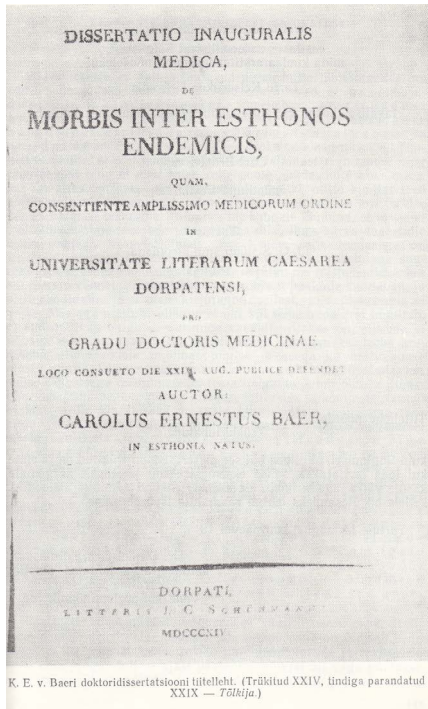 DISSERTATIO INAUGURALIS
MEDICA,
DE
MORBIS INTER ESTHONOS
ENDEMICIS,
QUAM,
CONSENTIENTE AMPLISSIMO MEDICORUM ORDINE
IN
UNIVERSITATE LITERARUM CAESAREA
DORPATENSI,
PRO
GRADU DOCTORIS MEDICINAE
LOCO CONSUETO DIE AUG. PUBLICE DEFENDET
AUCTOR:
CAROLUS ERNESTUS BAER,
IN ESTHONIA NATUS.
DORPATI,
LITTERIS J. C. SCHÜNMANNI
MDCCCXIV.
K. E. v. Baeri doktoridissertatsiooni tiitelleht. (Trükitud XXIV, tindiga parandatud
XXIX — Tõlkija.)